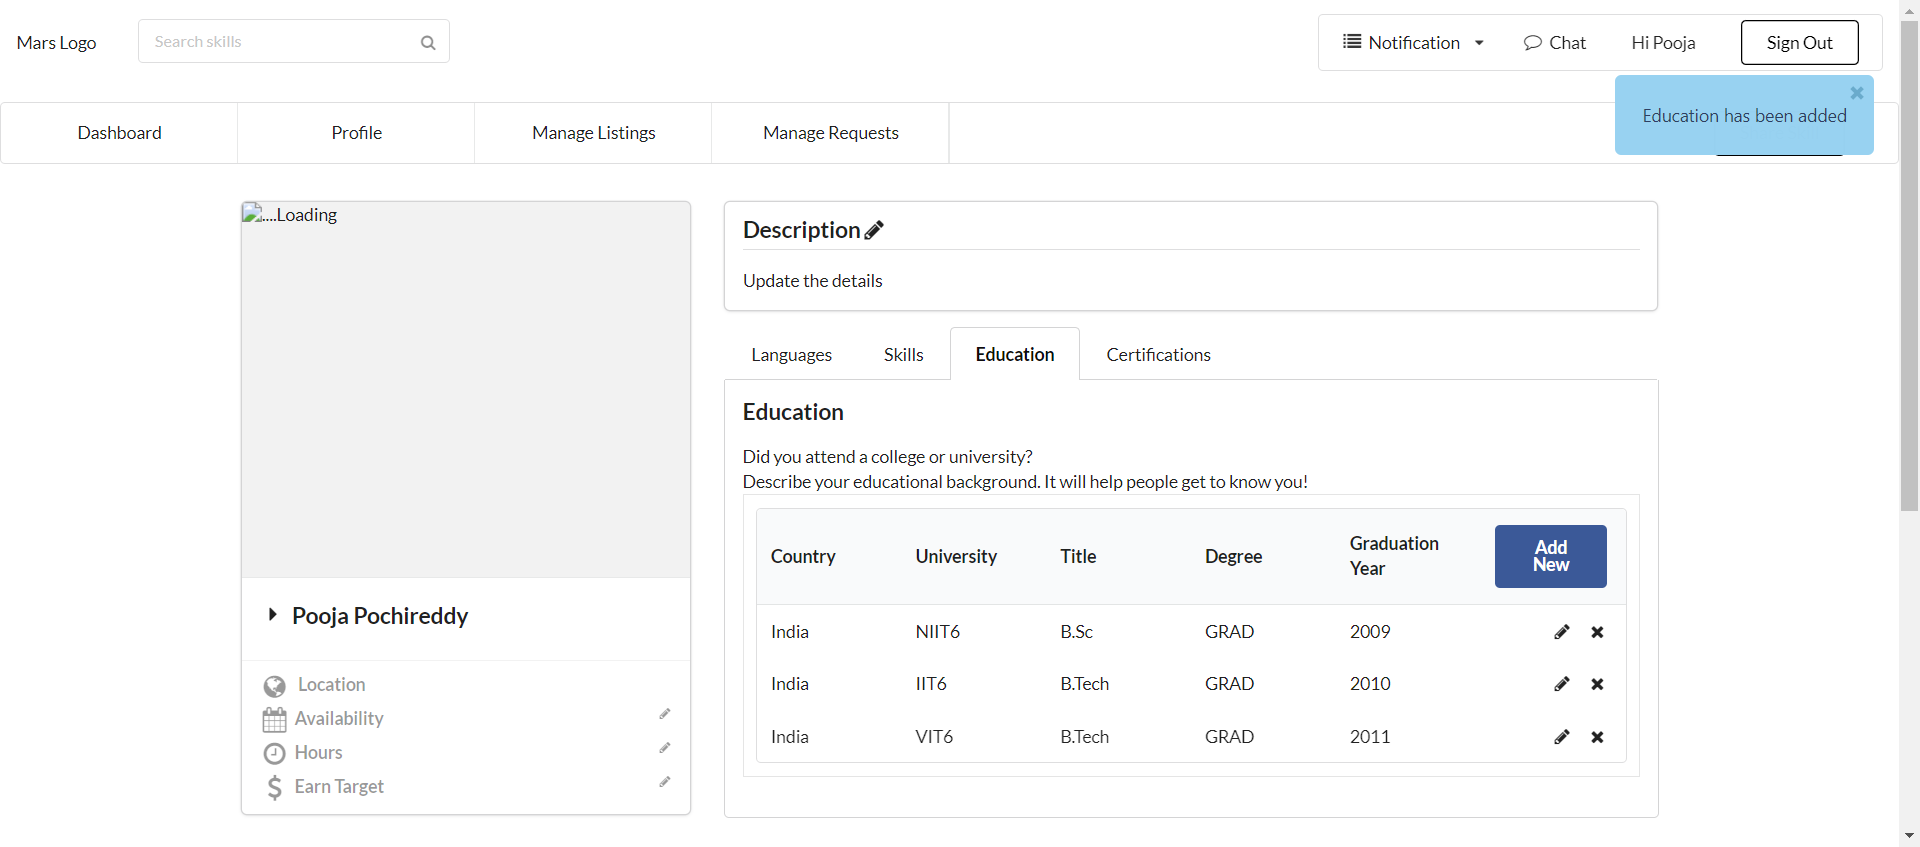 Mars Logo
Search skills
Notification
Chat
Hi Pooja
Sign Out
Education has been added
Dashboard
Profile
Manage Listings
Manage Requests
....Loading
Pooja Pochireddy
Location
Availability
Hours
Earn Target
Description
Update the details
Languages
Skills
Education
Certifications
Education
Did you attend a college or university?
Describe your educational background. It will help people get to know you!
Country University Title Degree Graduation Year Add New
India NIIT6 B.Sc GRAD 2009
India IIT6 B.Tech GRAD 2010
India VIT6 B.Tech GRAD 2011